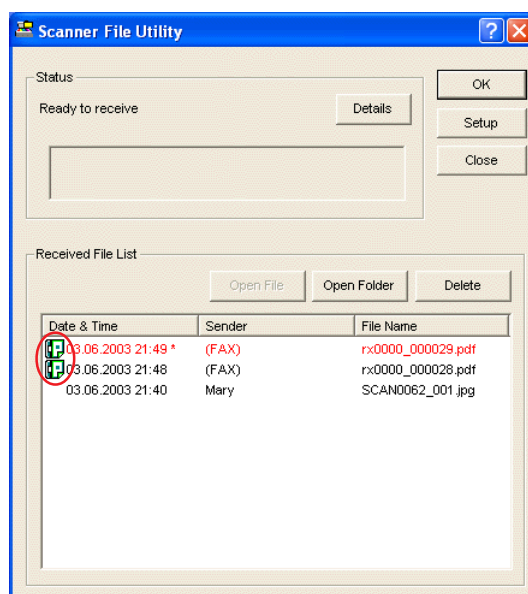 Scanner File Utility
Status
OK
Ready to receive
Details
Setup
Close
Received File List
Open File Open Folder Delete
Date & Time Sender File Name
03.06.2003 21:49 * (FAX) rx0000_000029.pdf
03.06.2003 21:48 (FAX) rx0000_000028.pdf
03.06.2003 21:40 Mary SCAN0062_001.jpg